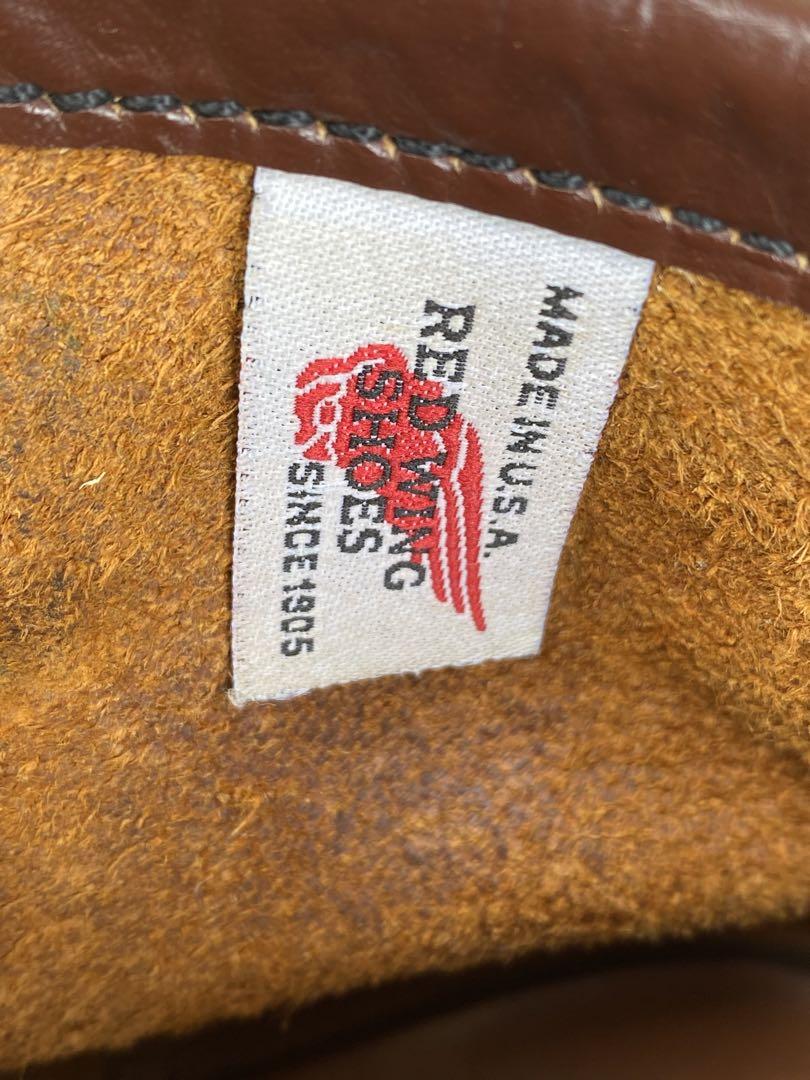 MADE IN U.S.A.
RED WING
SHOES
SINCE 1905